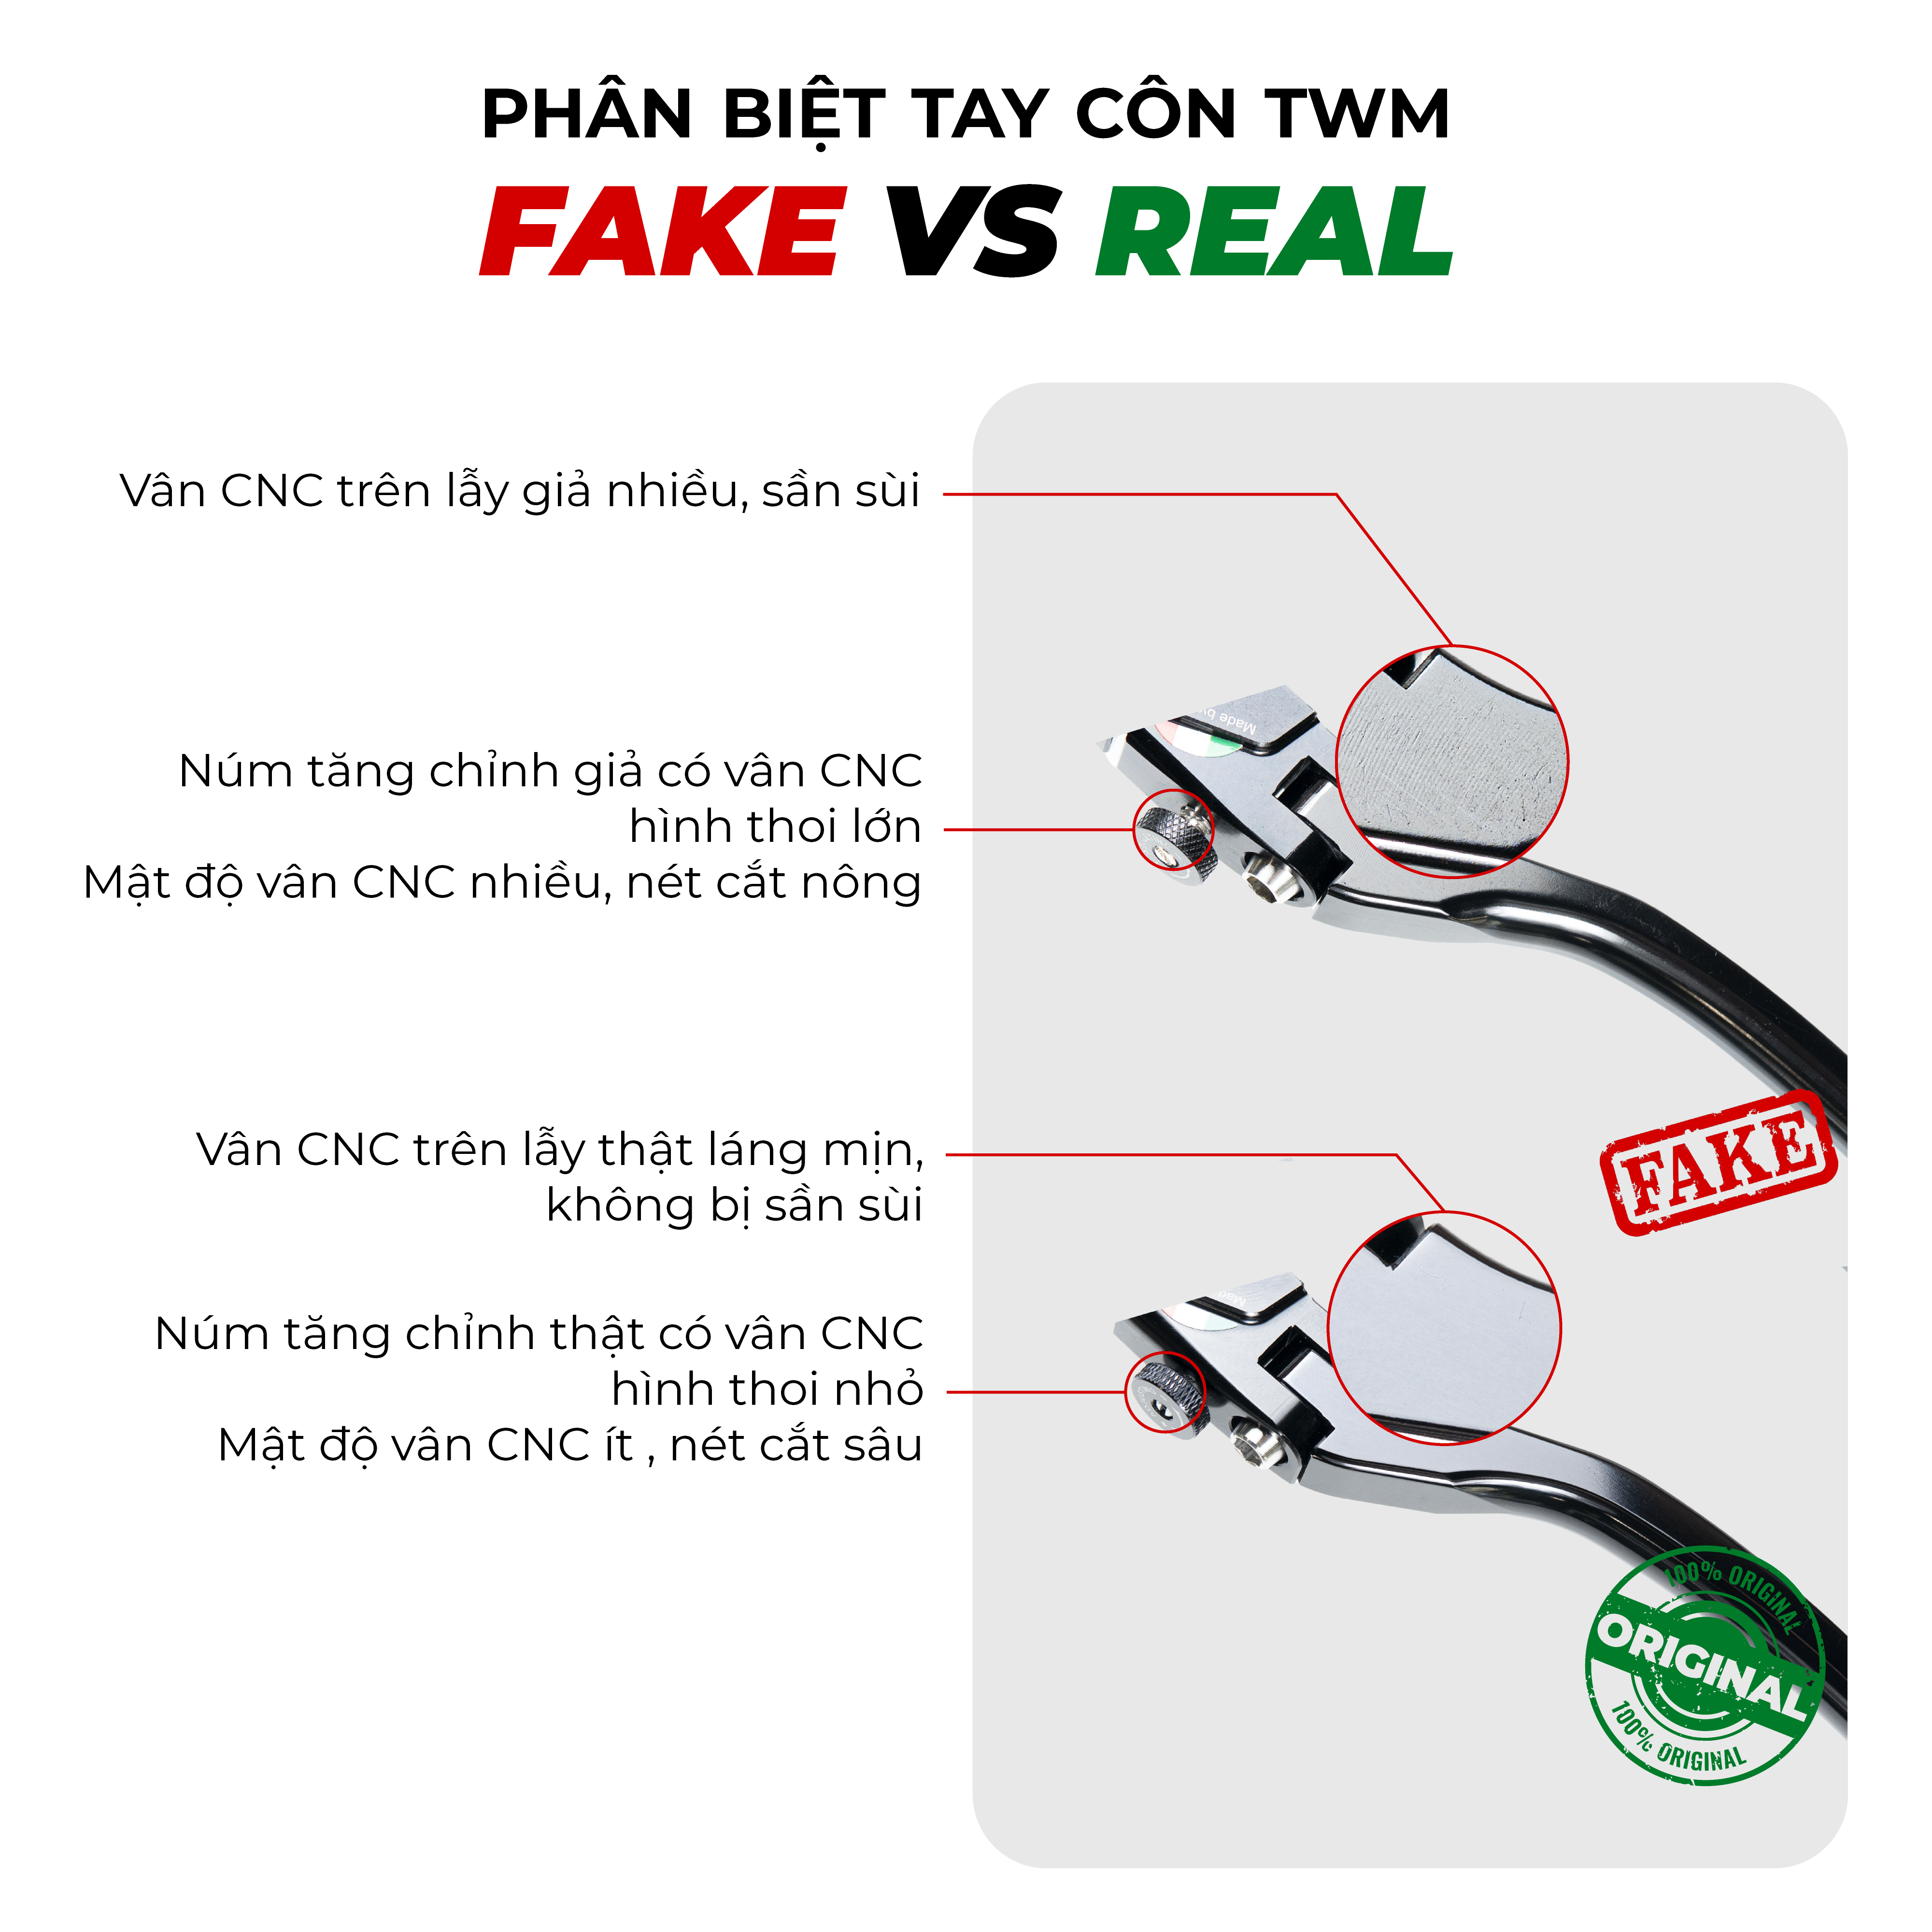 PHÂN BIỆT TAY CÔN TWM
FAKE VS REAL
Vân CNC trên lẫy giả nhiều, sần sùi
Núm tăng chỉnh giả có vân CNC
hình thoi lớn
Mật độ vân CNC nhiều, nét cắt nông
Made by
FAKE
Vân CNC trên lẫy thật láng mịn,
không bị sần sùi
Núm tăng chỉnh thật có vân CNC
hình thoi nhỏ
Mật độ vân CNC ít , nét cắt sâu
100% ORIGINAL
ORIGINAL
100% ORIGINAL